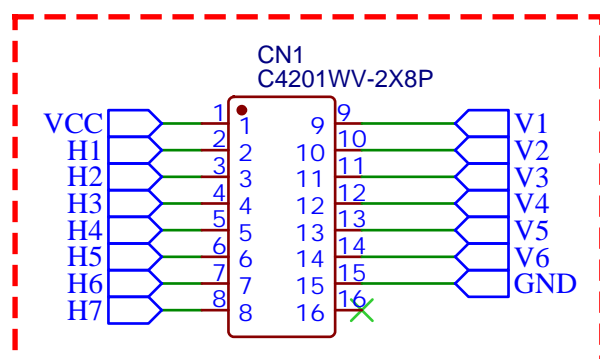 CN1
C4201WV-2X8P
VCC 1 1 9 9 V1
H1 2 2 10 10 V2
H2 3 3 11 11 V3
H3 4 4 12 12 V4
H4 5 5 13 13 V5
H5 6 6 14 14 V6
H6 7 7 15 15 GND
H7 8 8 16 16